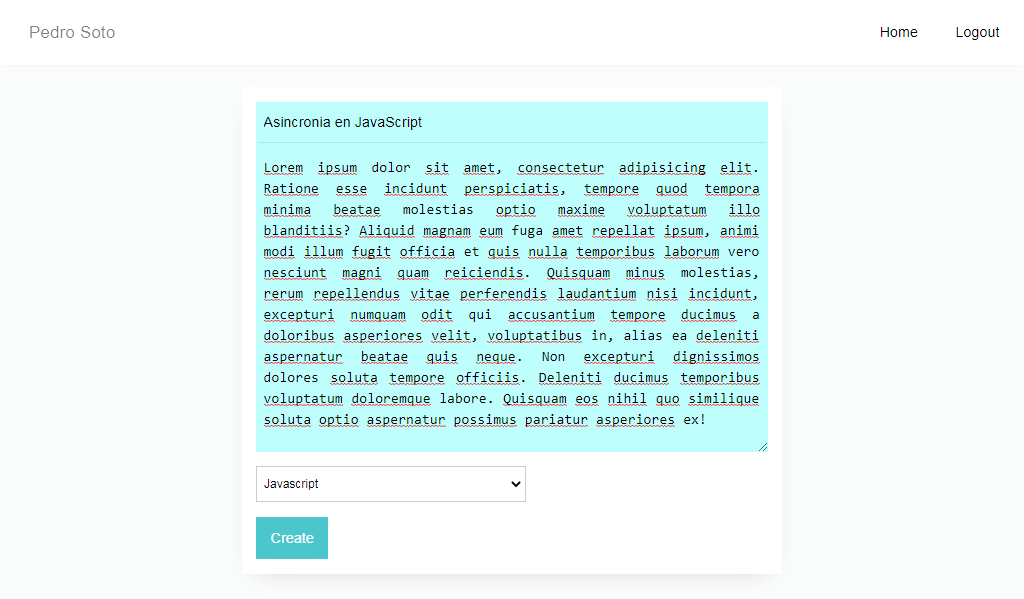 Pedro Soto
Home
Logout
Asincronia en JavaScript
Lorem ipsum dolor sit amet, consectetur adipisicing elit.
Ratione esse incidunt perspiciatis, tempore quod tempora
minima beatae molestias optio maxime voluptatum illo
blanditiis? Aliquid magnam eum fuga amet repellat ipsum, animi
modi illum fugit officia et quis nulla temporibus laborum vero
nesciunt magni quam reiciendis. Quisquam minus molestias,
rerum repellendus vitae perferendis laudantium nisi incidunt,
excepturi numquam odit qui accusantium tempore ducimus a
doloribus asperiores velit, voluptatibus in, alias ea deleniti
aspernatur beatae quis neque. Non excepturi dignissimos
dolores soluta tempore officiis. Deleniti ducimus temporibus
voluptatum doloremque labore. Quisquam eos nihil quo similique
soluta optio aspernatur possimus pariatur asperiores ex!
Javascript
Create